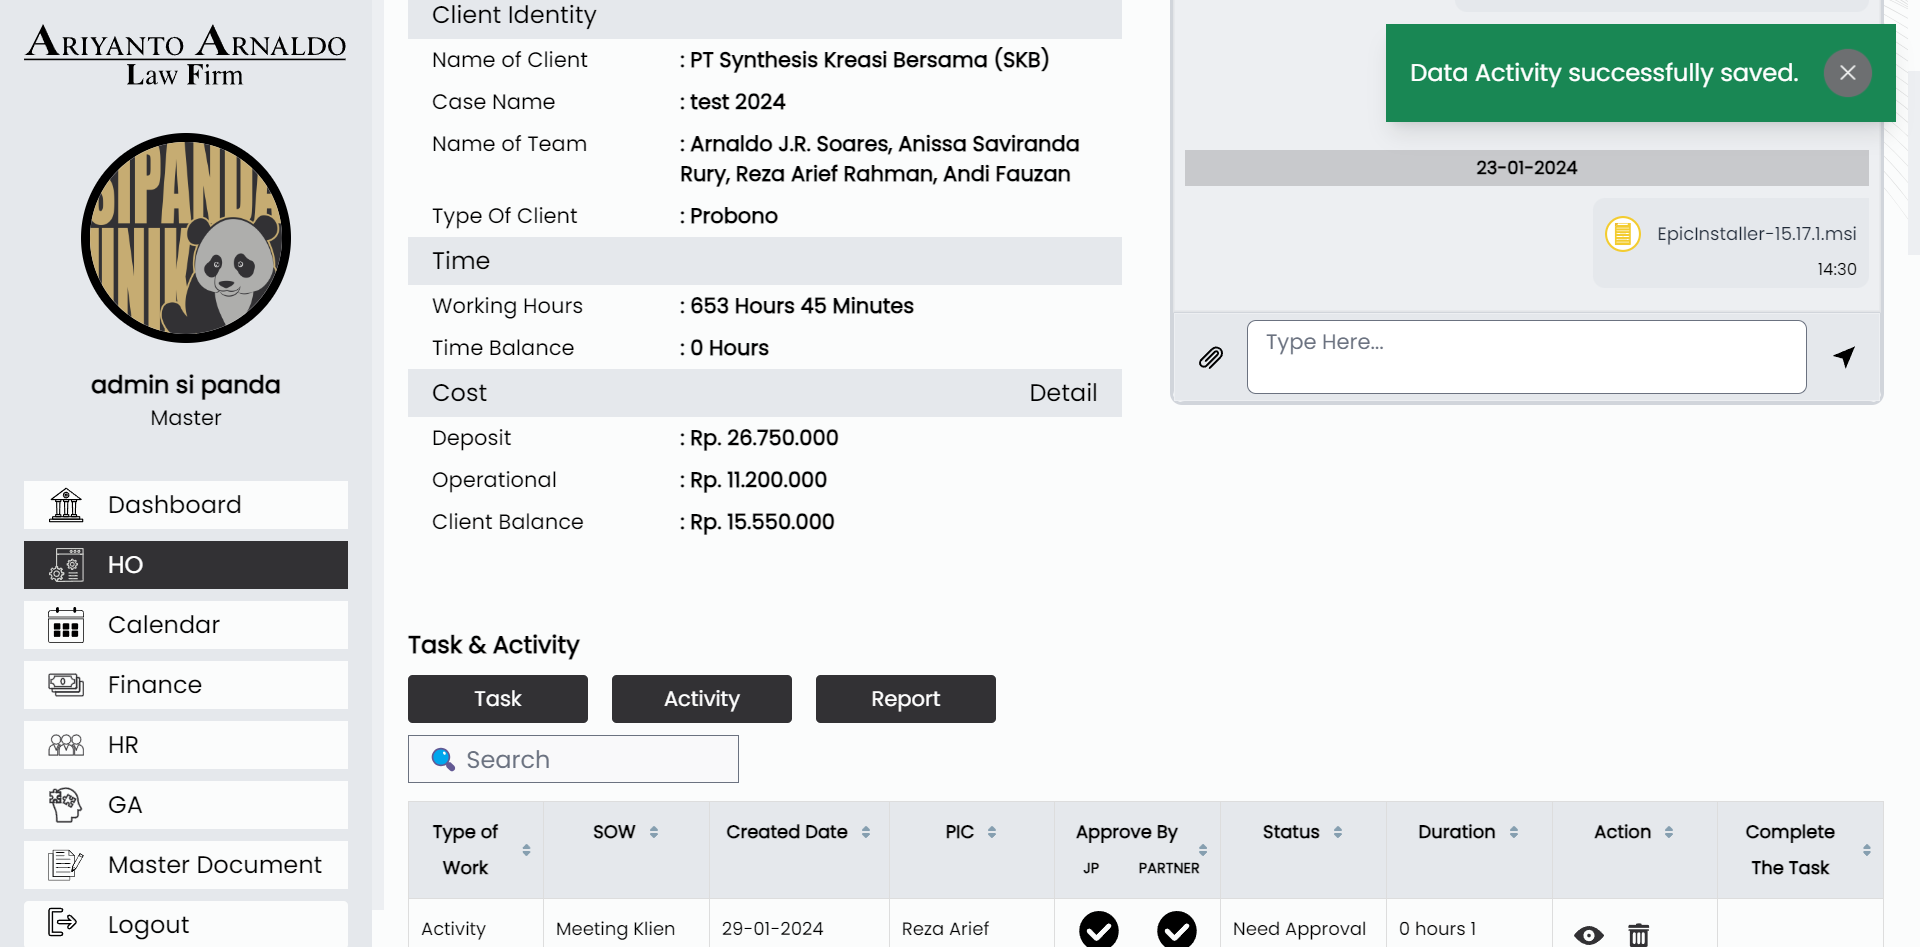 ARIYANTO ARNALDO
Law Firm
SIPANDA
UNIK
admin si panda
Master
Dashboard
HO
Calendar
Finance
HR
GA
Master Document
Logout
Client Identity
Name of Client : PT Synthesis Kreasi Bersama (SKB)
Case Name : test 2024
Name of Team : Arnaldo J.R. Soares, Anissa Saviranda
Rury, Reza Arief Rahman, Andi Fauzan
Type Of Client : Probono
Time
Working Hours : 653 Hours 45 Minutes
Time Balance : 0 Hours
Cost Detail
Deposit : Rp. 26.750.000
Operational : Rp. 11.200.000
Client Balance : Rp. 15.550.000
Data Activity successfully saved.
23-01-2024
EpicInstaller-15.17.1.msi
14:30
Type Here...
Task & Activity
Task Activity Report
Search
Type of Work SOW Created Date PIC Approve By JP PARTNER Status Duration Action Complete The Task
Activity Meeting Klien 29-01-2024 Reza Arief Need Approval 0 hours 1